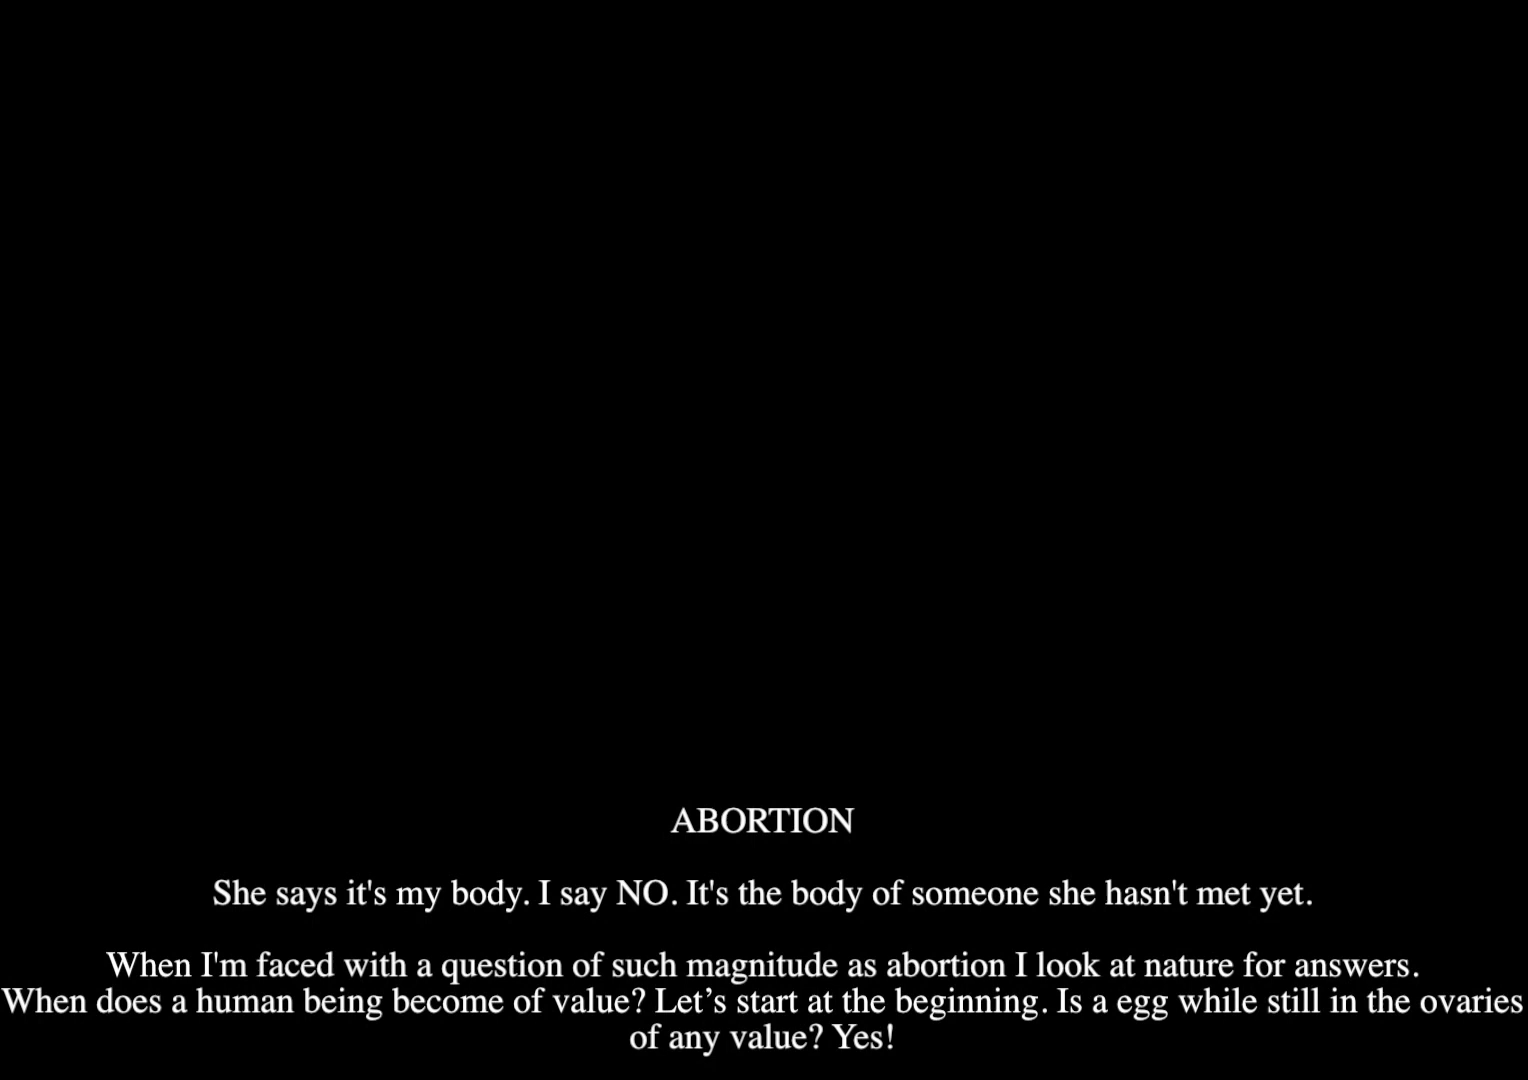 ABORTION
She says it's my body. I say NO. It's the body of someone she hasn't met yet.
When I'm faced with a question of such magnitude as abortion I look at nature for answers.
When does a human being become of value? Let’s start at the beginning. Is a egg while still in the ovaries
of any value? Yes!